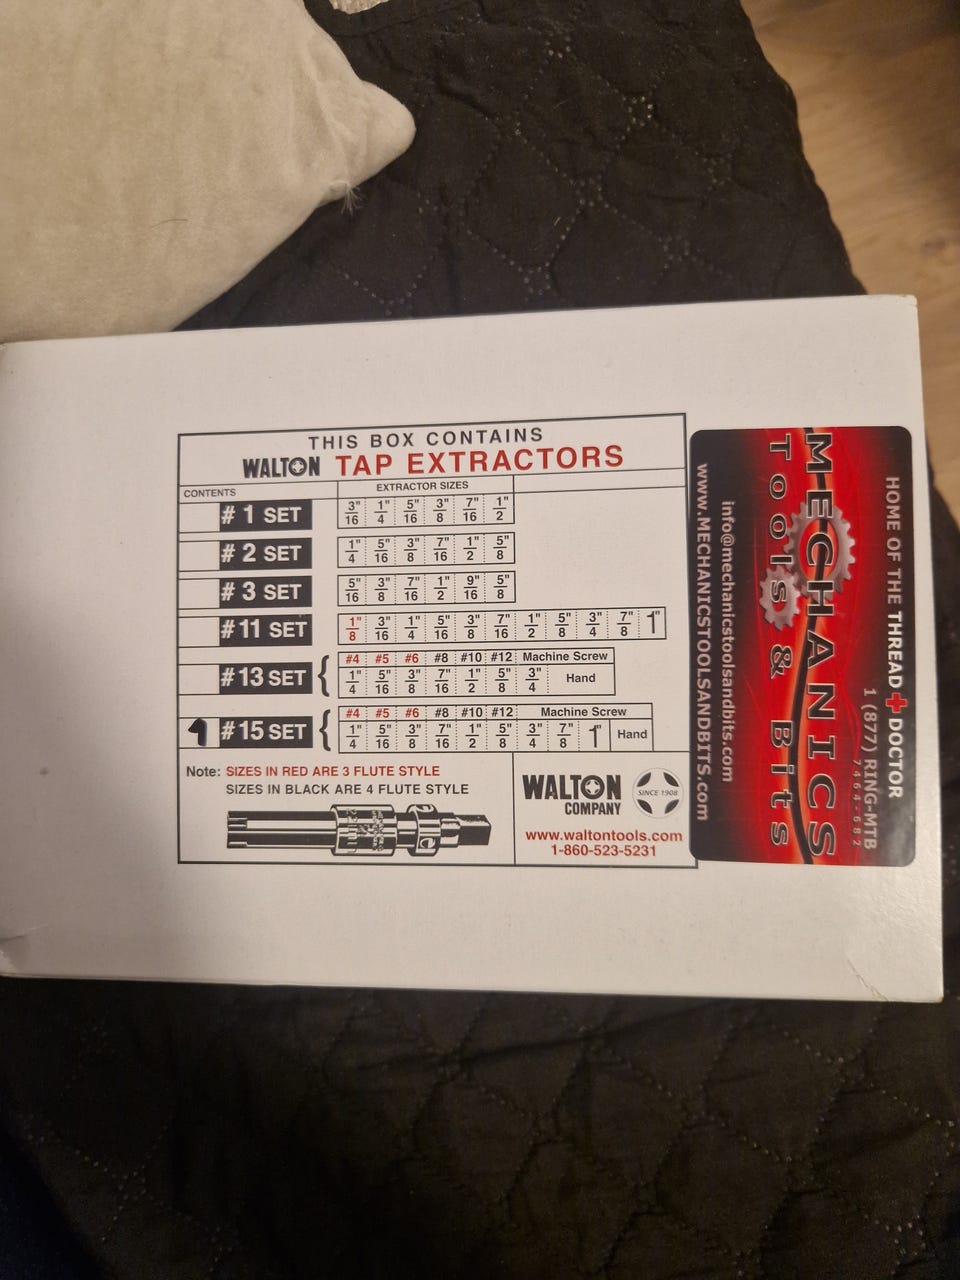 THIS BOX CONTAINS
WALTON TAP EXTRACTORS
CONTENTS
EXTRACTOR SIZES
# 1 SET 3/16" 1/4" 5/16" 3/8" 7/16" 1/2"
# 2 SET 1/4" 5/16" 3/8" 7/16" 1/2" 5/8"
# 3 SET 5/16" 3/8" 7/16" 1/2" 9/16" 5/8"
#11 SET 1/8" 3/16" 1/4" 5/16" 3/8" 7/16" 1/2" 5/8" 3/4" 7/8" 1"
#13 SET { #4 #5 #6 #8 #10 #12 Machine Screw
1/4" 5/16" 3/8" 7/16" 1/2" 5/8" 3/4" Hand
1 #15 SET { #4 #5 #6 #8 #10 #12 Machine Screw
1/4" 5/16" 3/8" 7/16" 1/2" 5/8" 3/4" 7/8" 1" Hand
Note: SIZES IN RED ARE 3 FLUTE STYLE
SIZES IN BLACK ARE 4 FLUTE STYLE
WALTON
COMPANY
SINCE 1908
www.waltontools.com
1-860-523-5231
HOME OF THE THREAD DOCTOR
1 (877) RING-MTB
7464-682
MECHANICS
Tools & Bits
info@mechanicstoolsandbits.com
www.MECHANICSTOOLSANDBITS.com